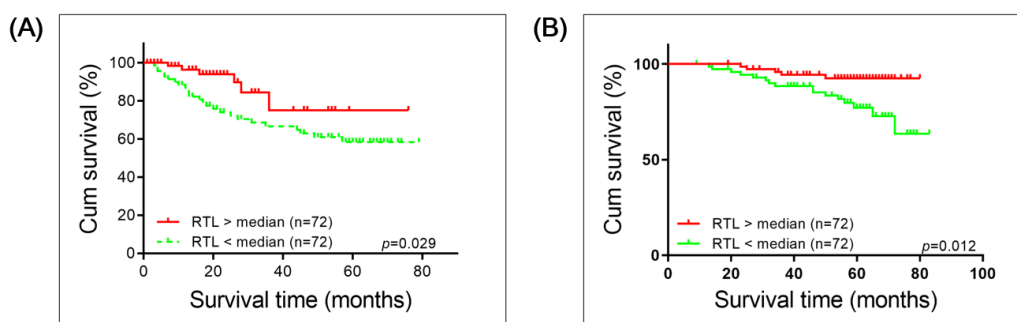 (A)
Cum survival (%)
100
80
60
40
20
0
RTL > median (n=72)
RTL < median (n=72)
p=0.029
0 20 40 60 80
Survival time (months)
(B)
Cum survival (%)
100
50
0
RTL > median (n=72)
RTL < median (n=72)
p=0.012
0 20 40 60 80 100
Survival time (months)